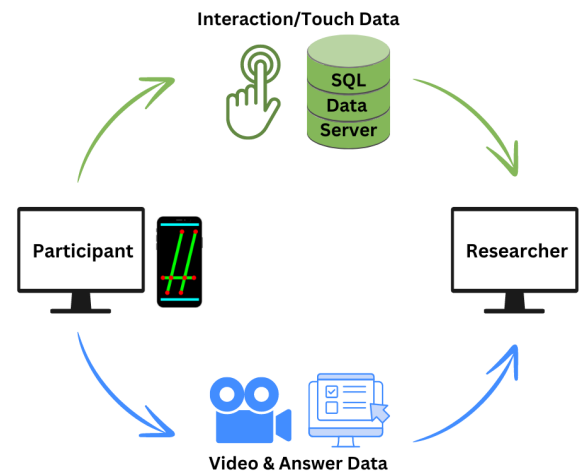 Interaction/Touch Data
SQL
Data
Server
Participant
Researcher
Video & Answer Data